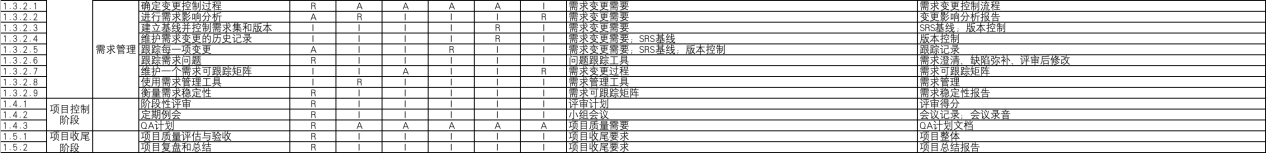 1.3.2.1 确定变更控制过程 R A A A A I 需求变更需要 需求变更控制流程
1.3.2.2 进行需求影响分析 A R I I I R 需求变更需要 变更影响分析报告
1.3.2.3 建立基线并控制需求集和版本 I I I I R I 需求变更需要 SRS基线，版本控制
1.3.2.4 维护需求变更的历史记录 I I I I R I 需求变更需要，SRS基线 版本控制
1.3.2.5 需求管理 跟踪每一项变更 A I I R I I 需求变更需要，SRS基线，版本控制 跟踪记录
1.3.2.6 跟踪需求问题 R I I I I I 问题跟踪工具 需求澄清、缺陷弥补、评审后修改
1.3.2.7 维护一个需求可跟踪矩阵 I I A I I R 需求变更过程 需求可跟踪矩阵
1.3.2.8 使用需求管理工具 I R I I I I 需求管理工具 需求管理
1.3.2.9 衡量需求稳定性 R I I I I I 需求可跟踪矩阵 需求稳定性报告
1.4.1 项目控制阶段 阶段性评审 R I I I I I 评审计划 评审得分
1.4.2 定期例会 R I I I I I 小组会议 会议记录，会议录音
1.4.3 QA计划 R A A A A A 项目质量需要 QA计划文档
1.5.1 项目收尾阶段 项目质量评估与验收 R I I I I I 项目收尾要求 项目整体
1.5.2 项目复盘和总结 R I I I I I 项目收尾要求 项目总结报告